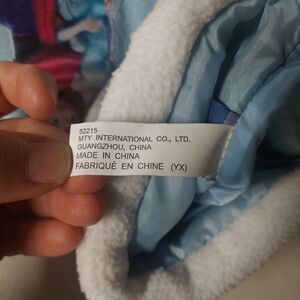 52215
MTY INTERNATIONAL CO., LTD.
GUANGZHOU, CHINA
MADE IN CHINA
FABRIQUÉ EN CHINE (YX)